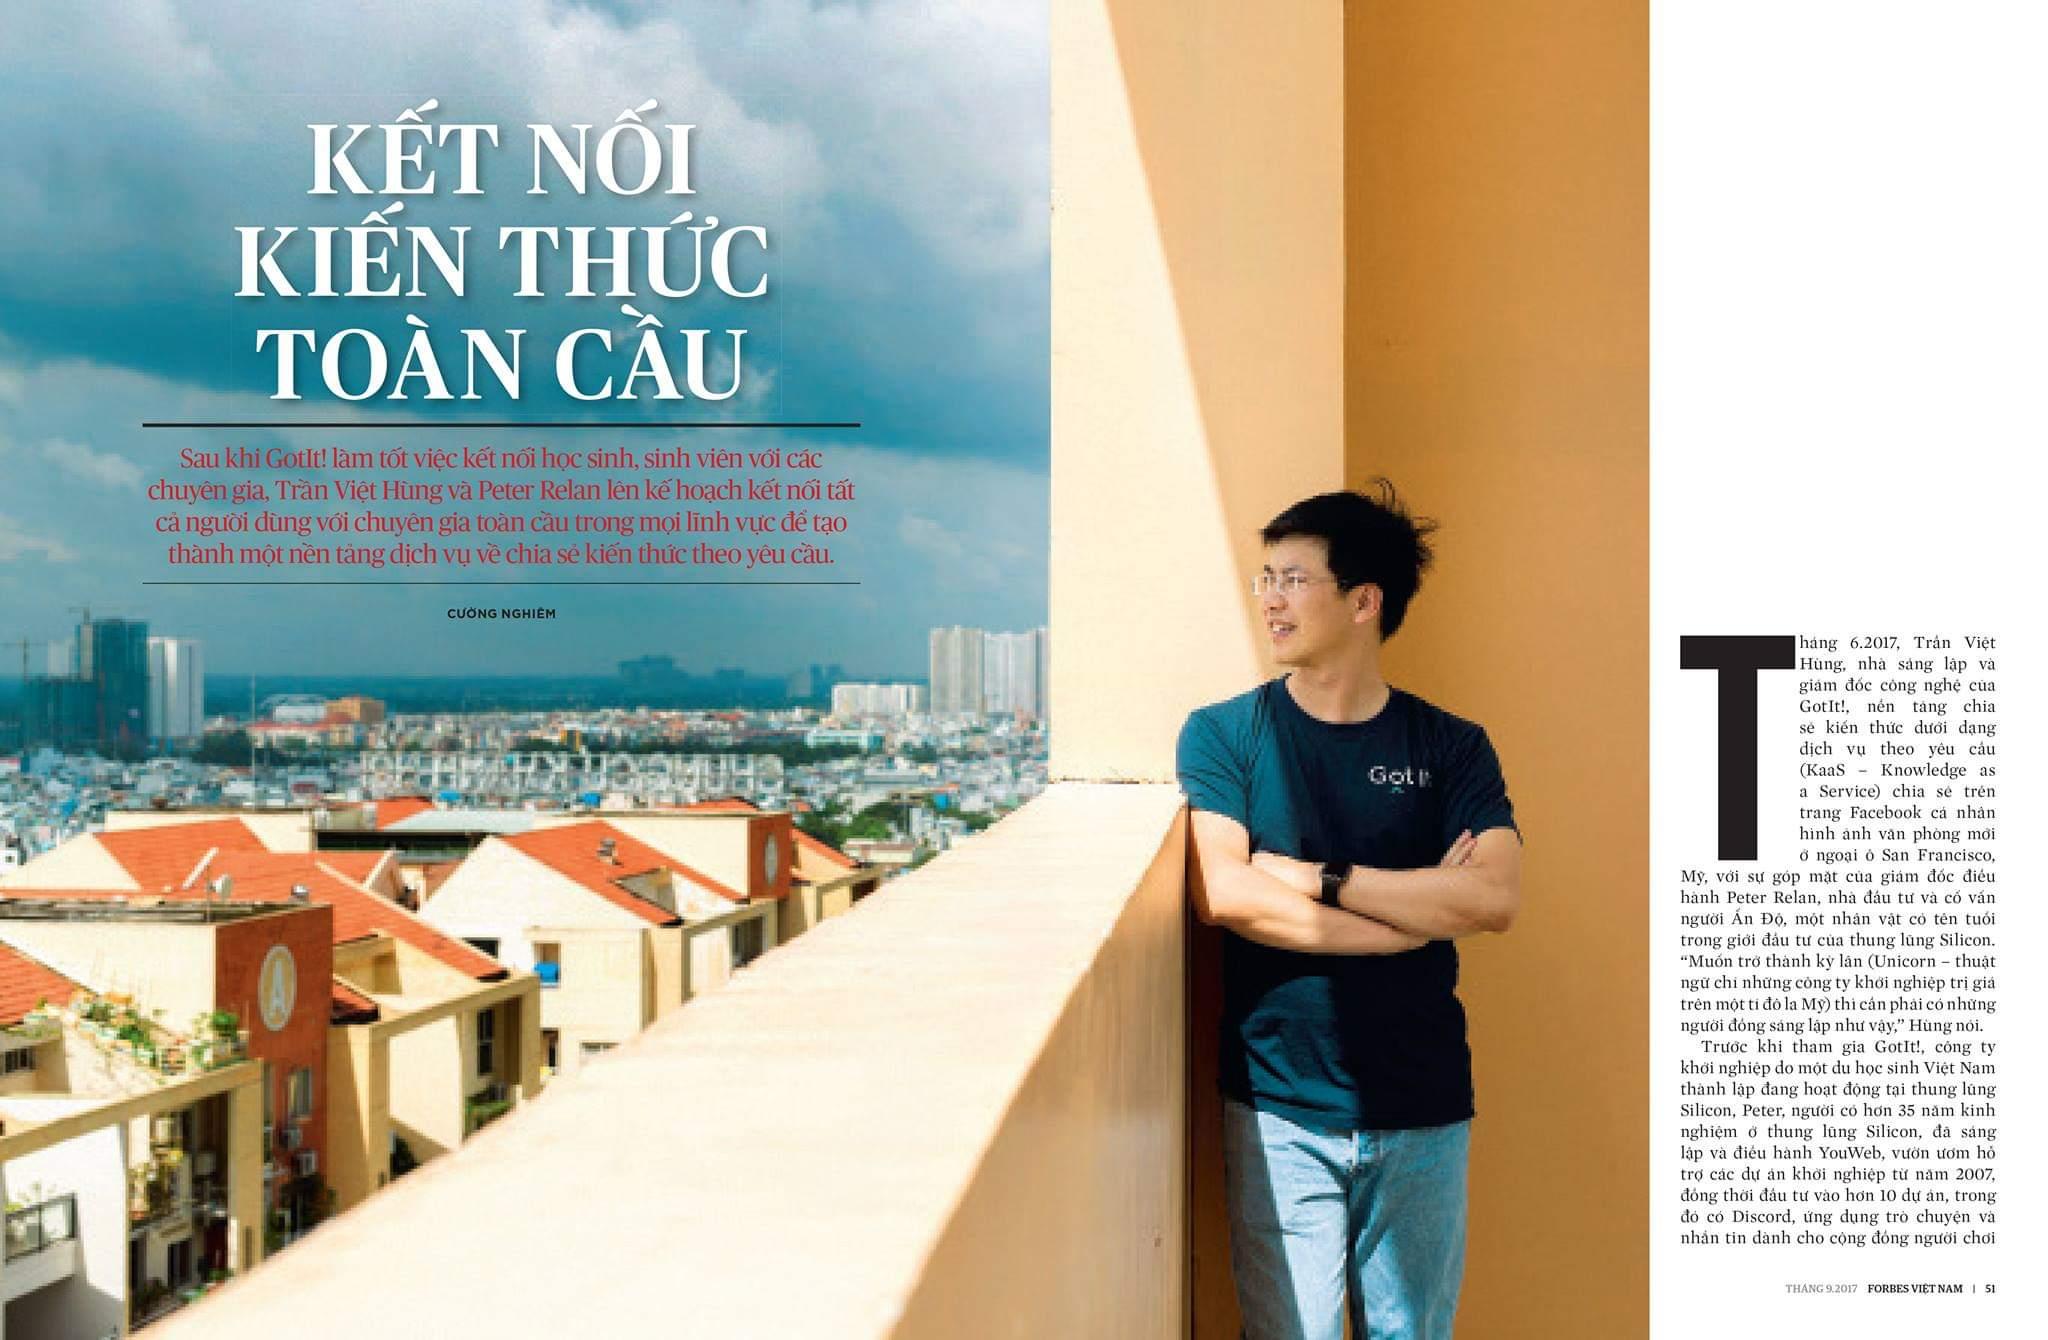 KẾT NỐI
KIẾN THỨC
TOÀN CẦU
Sau khi GotIt! làm tốt việc kết nối học sinh, sinh viên với các
chuyên gia, Trần Việt Hùng và Peter Relan lên kế hoạch kết nối tất
cả người dùng với chuyên gia toàn cầu trong mọi lĩnh vực để tạo
thành một nền tảng dịch vụ về chia sẻ kiến thức theo yêu cầu.
CƯỜNG NGHIÊM
A
Got It
Tháng 6.2017, Trần Việt
Hùng, nhà sáng lập và
giám đốc công nghệ của
GotIt!, nền tảng chia
sẻ kiến thức dưới dạng
dịch vụ theo yêu cầu
(KaaS – Knowledge as
a Service) chia sẻ trên
trang Facebook cá nhân
hình ảnh văn phòng mới
ở ngoại ô San Francisco,
Mỹ, với sự góp mặt của giám đốc điều
hành Peter Relan, nhà đầu tư và cố vấn
người Ấn Độ, một nhân vật có tên tuổi
trong giới đầu tư của thung lũng Silicon.
“Muốn trở thành kỳ lân (Unicorn – thuật
ngữ chỉ những công ty khởi nghiệp trị giá
trên một tỉ đô la Mỹ) thì cần phải có những
người đồng sáng lập như vậy,” Hùng nói.
Trước khi tham gia GotIt!, công ty
khởi nghiệp do một du học sinh Việt Nam
thành lập đang hoạt động tại thung lũng
Silicon, Peter, người có hơn 35 năm kinh
nghiệm ở thung lũng Silicon, đã sáng
lập và điều hành YouWeb, vườn ươm hỗ
trợ các dự án khởi nghiệp từ năm 2007,
đồng thời đầu tư vào hơn 10 dự án, trong
đó có Discord, ứng dụng trò chuyện và
nhắn tin dành cho cộng đồng người chơi
THÁNG 9.2017 FORBES VIỆT NAM | 51